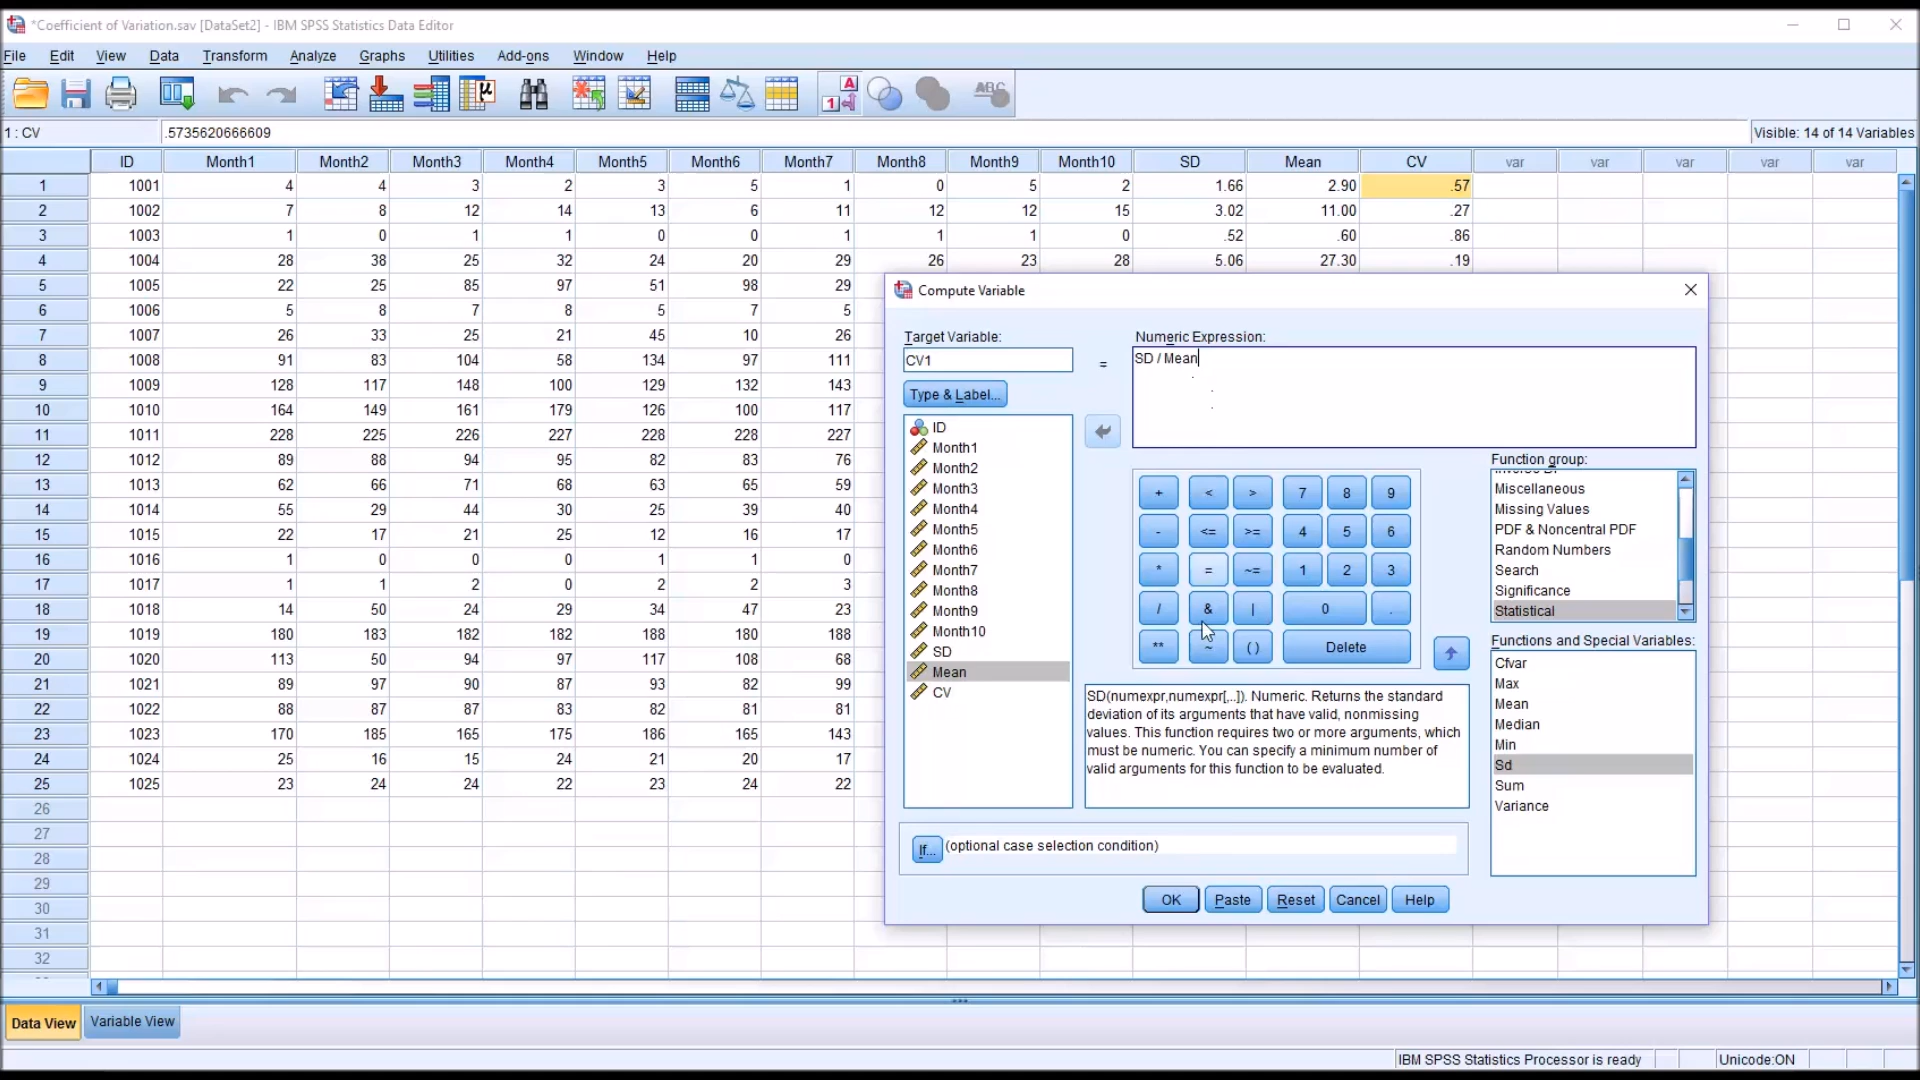 *Coefficient of Variation.sav [DataSet2] - IBM SPSS Statistics Data Editor
File Edit View Data Transform Analyze Graphs Utilities Add-ons Window Help
1 : CV .5735620666609 Visible: 14 of 14 Variables
ID Month1 Month2 Month3 Month4 Month5 Month6 Month7 Month8 Month9 Month10 SD Mean CV var var var var var
1 1001 4 4 3 2 3 5 1 0 5 2 1.66 2.90 .57
2 1002 7 8 12 14 13 6 11 12 12 15 3.02 11.00 .27
3 1003 1 0 1 1 0 0 1 1 1 0 .52 .60 .86
4 1004 28 38 25 32 24 20 29 26 23 28 5.06 27.30 .19
5 1005 22 25 85 97 51 98 29
6 1006 5 8 7 8 5 7 5
7 1007 26 33 25 21 45 10 26
8 1008 91 83 104 58 134 97 111
9 1009 128 117 148 100 129 132 143
10 1010 164 149 161 179 126 100 117
11 1011 228 225 226 227 228 228 227
12 1012 89 88 94 95 82 83 76
13 1013 62 66 71 68 63 65 59
14 1014 55 29 44 30 25 39 40
15 1015 22 17 21 25 12 16 17
16 1016 1 0 0 0 1 1 0
17 1017 1 1 2 0 2 2 3
18 1018 14 50 24 29 34 47 23
19 1019 180 183 182 182 188 180 188
20 1020 113 50 94 97 117 108 68
21 1021 89 97 90 87 93 82 99
22 1022 88 87 87 83 82 81 81
23 1023 170 185 165 175 186 165 143
24 1024 25 16 15 24 21 20 17
25 1025 23 24 24 22 23 24 22
26
27
28
29
30
31
32
Compute Variable
Target Variable:
CV1
=
Numeric Expression:
SD / Mean
Type & Label...
ID
Month1
Month2
Month3
Month4
Month5
Month6
Month7
Month8
Month9
Month10
SD
Mean
CV
+ < > 7 8 9
- <= >= 4 5 6
* = ~= 1 2 3
/ & | 0 .
** ~ ( ) Delete
Function group:
Miscellaneous
Missing Values
PDF & Noncentral PDF
Random Numbers
Search
Significance
Statistical
Functions and Special Variables:
Cfvar
Max
Mean
Median
Min
Sd
Sum
Variance
SD(numexpr,numexpr[,..]). Numeric. Returns the standard
deviation of its arguments that have valid, nonmissing
values. This function requires two or more arguments, which
must be numeric. You can specify a minimum number of
valid arguments for this function to be evaluated.
If... (optional case selection condition)
OK Paste Reset Cancel Help
Data View Variable View
IBM SPSS Statistics Processor is ready Unicode:ON